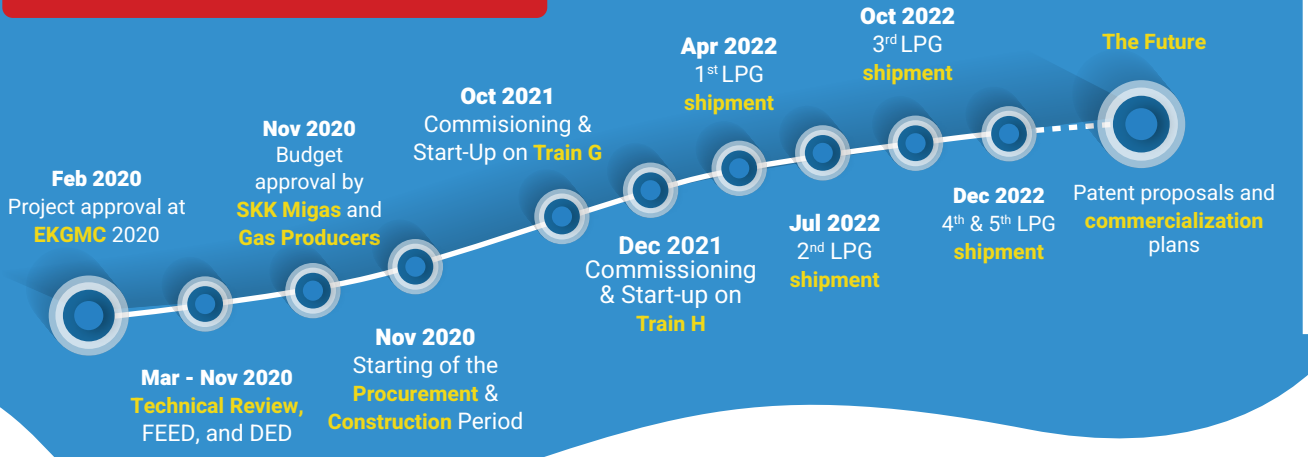 Feb 2020
Project approval at
EKGMC 2020
Mar - Nov 2020
Technical Review,
FEED, and DED
Nov 2020
Budget
approval by
SKK Migas and
Gas Producers
Nov 2020
Starting of the
Procurement &
Construction Period
Oct 2021
Commisioning &
Start-Up on Train G
Dec 2021
Commissioning
& Start-up on
Train H
Apr 2022
1st LPG
shipment
Jul 2022
2nd LPG
shipment
Oct 2022
3rd LPG
shipment
Dec 2022
4th & 5th LPG
shipment
The Future
Patent proposals and
commercialization
plans